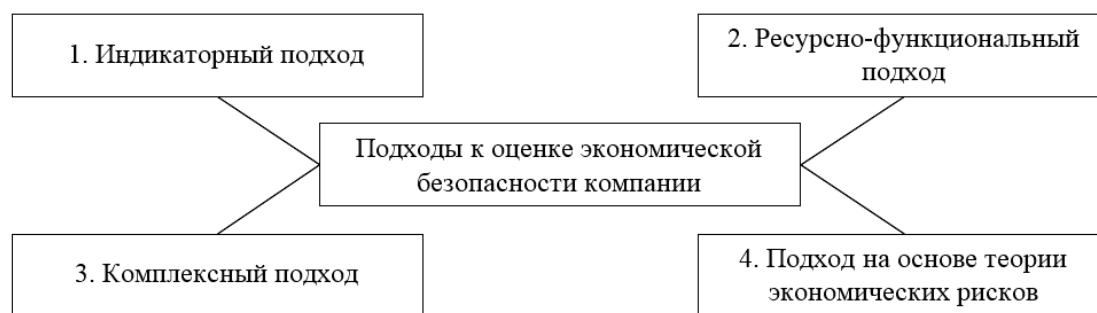 1. Индикаторный подход
2. Ресурсно-функциональный
подход
Подходы к оценке экономической
безопасности компании
3. Комплексный подход
4. Подход на основе теории
экономических рисков